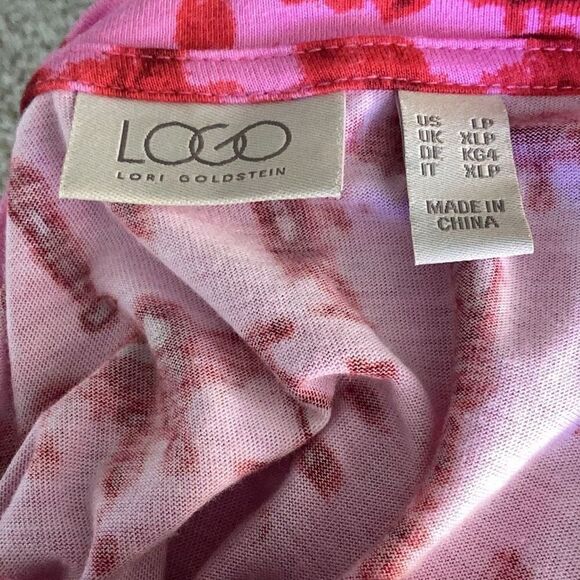 LOGO
LORI GOLDSTEIN
US LP
UK XLP
DE KG4
IT XLP
MADE IN
CHINA